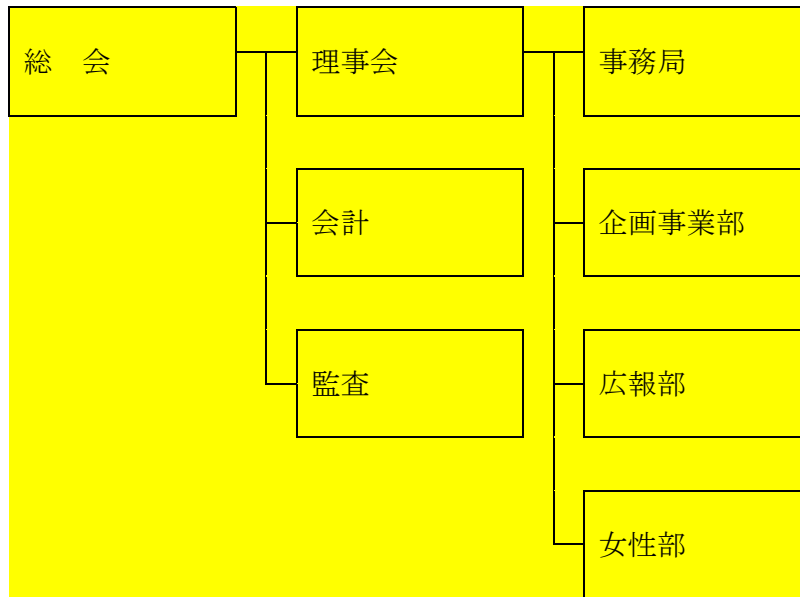 総　会
理事会
事務局
会計
企画事業部
監査
広報部
女性部